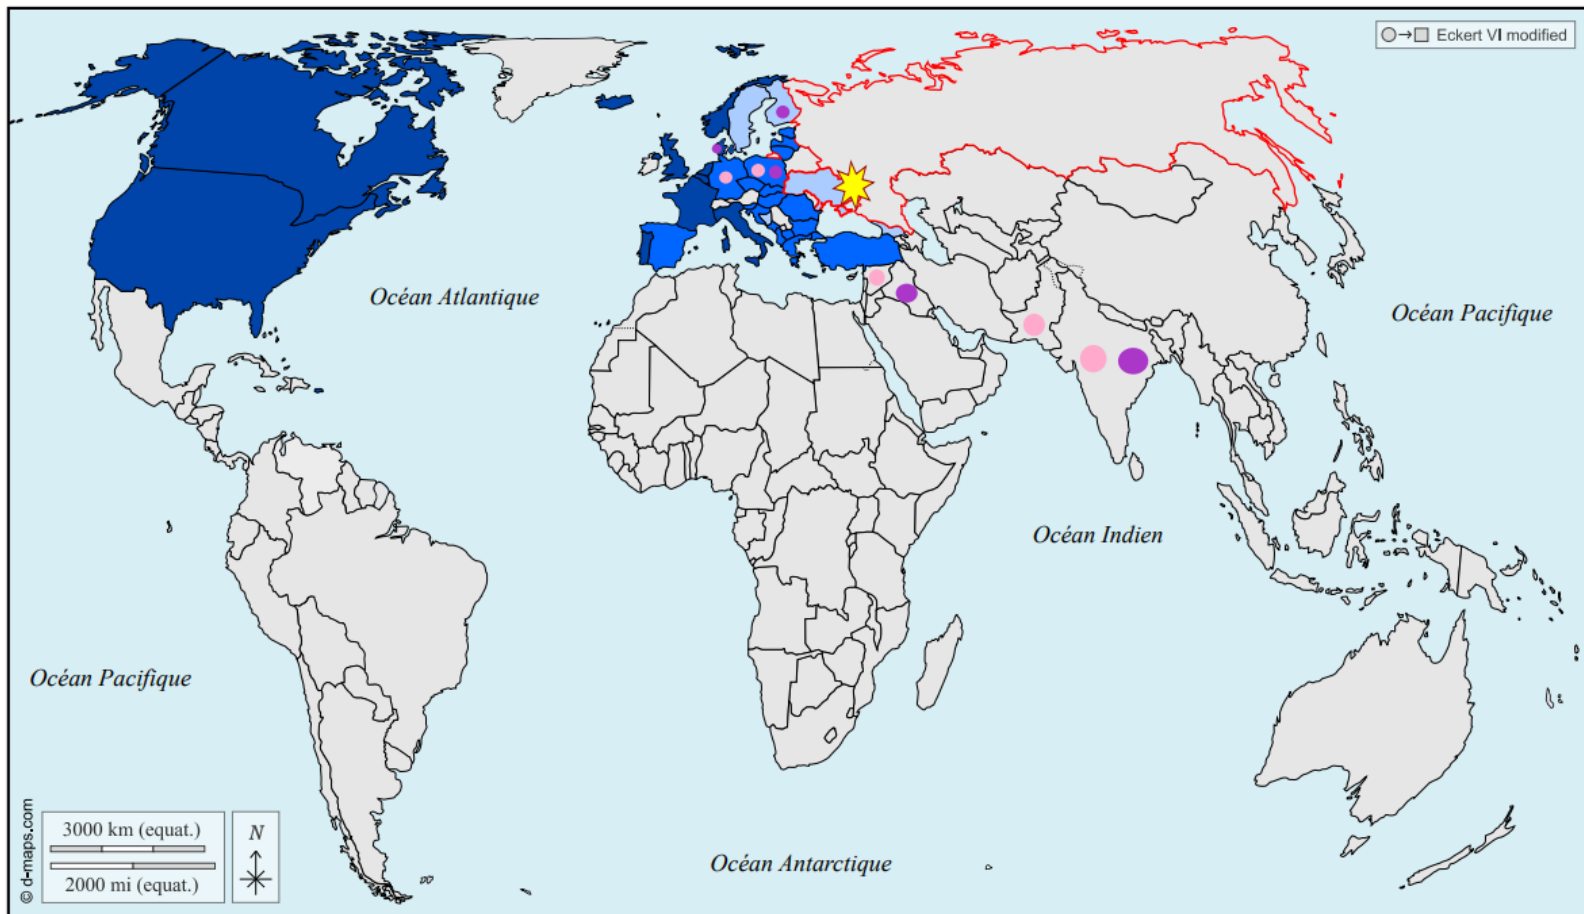 Eckert VI modified
Océan Atlantique
Océan Pacifique
Océan Indien
Océan Pacifique
Océan Antarctique
© d-maps.com
3000 km (equat.)
2000 mi (equat.)
N